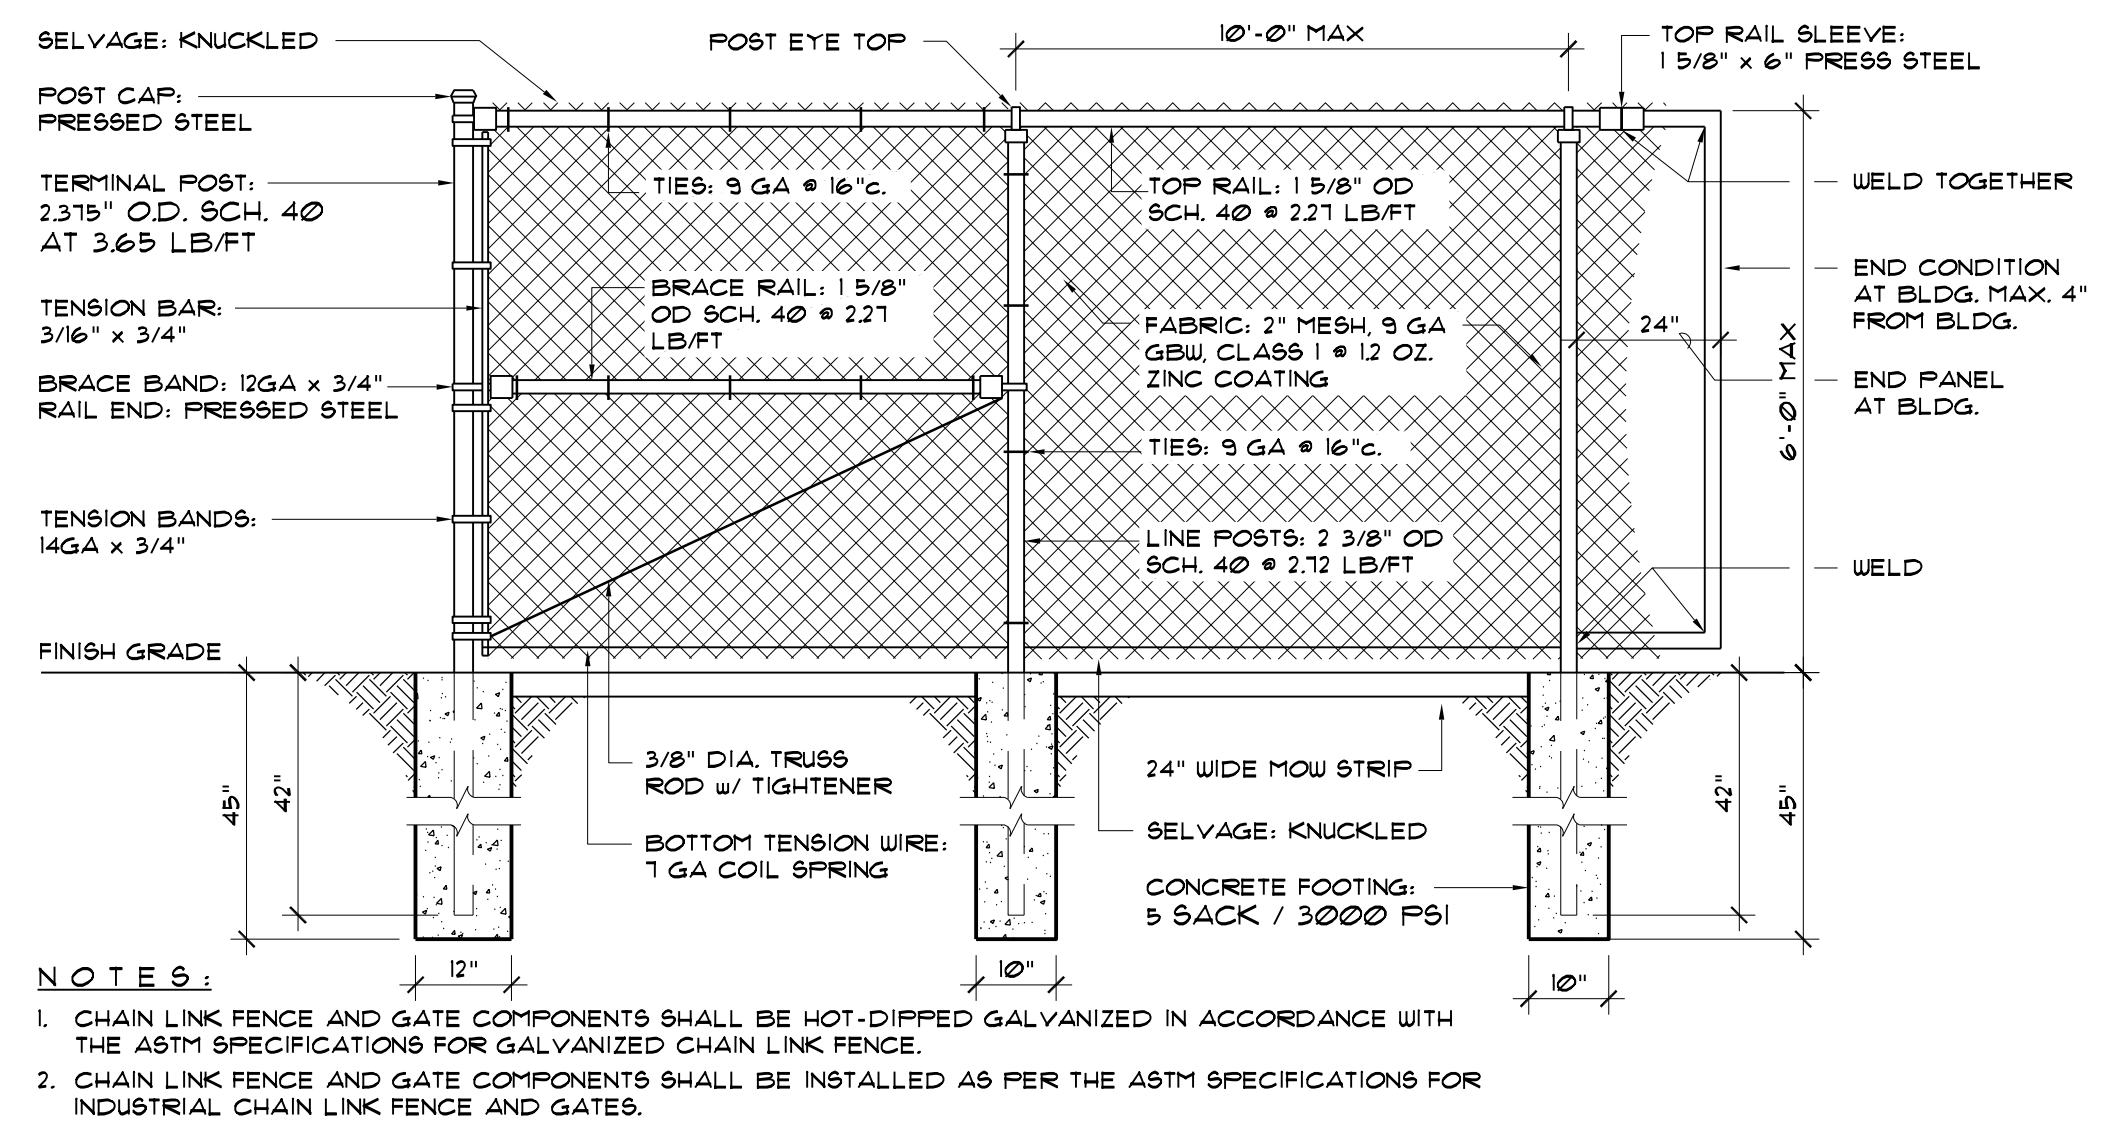 SELVAGE: KNUCKLED
POST CAP:
PRESSED STEEL
TERMINAL POST:
2.375" O.D. SCH. 40
AT 3.65 LB/FT
TENSION BAR:
3/16" x 3/4"
BRACE BAND: 12GA x 3/4"
RAIL END: PRESSED STEEL
TENSION BANDS:
14GA x 3/4"
FINISH GRADE
POST EYE TOP
10'-0" MAX
TOP RAIL SLEEVE:
1 5/8" x 6" PRESS STEEL
TIES: 9 GA @ 16"c.
BRACE RAIL: 1 5/8"
OD SCH. 40 @ 2.27
LB/FT
TOP RAIL: 1 5/8" OD
SCH. 40 @ 2.27 LB/FT
FABRIC: 2" MESH, 9 GA
GBW, CLASS 1 @ 1.2 OZ.
ZINC COATING
TIES: 9 GA @ 16"c.
LINE POSTS: 2 3/8" OD
SCH. 40 @ 2.72 LB/FT
24"
6'-0" MAX
WELD TOGETHER
END CONDITION
AT BLDG. MAX. 4"
FROM BLDG.
END PANEL
AT BLDG.
WELD
45"
42"
3/8" DIA. TRUSS
ROD w/ TIGHTENER
BOTTOM TENSION WIRE:
7 GA COIL SPRING
24" WIDE MOW STRIP
SELVAGE: KNUCKLED
CONCRETE FOOTING:
5 SACK / 3000 PSI
42"
45"
12"
10"
10"
NOTES:
1. CHAIN LINK FENCE AND GATE COMPONENTS SHALL BE HOT-DIPPED GALVANIZED IN ACCORDANCE WITH
THE ASTM SPECIFICATIONS FOR GALVANIZED CHAIN LINK FENCE.
2. CHAIN LINK FENCE AND GATE COMPONENTS SHALL BE INSTALLED AS PER THE ASTM SPECIFICATIONS FOR
INDUSTRIAL CHAIN LINK FENCE AND GATES.